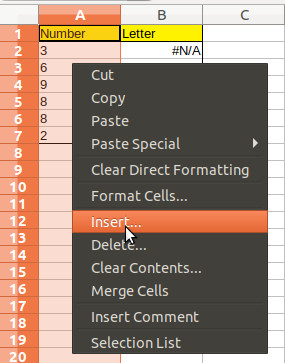 A B C
1 Number Letter
2 3 #N/A
3 6
4 9
5 8
6 8
7 2
8
9
10
11
12
13
14
15
16
17
18
19
20
Cut
Copy
Paste
Paste Special
Clear Direct Formatting
Format Cells...
Insert...
Delete...
Clear Contents...
Merge Cells
Insert Comment
Selection List